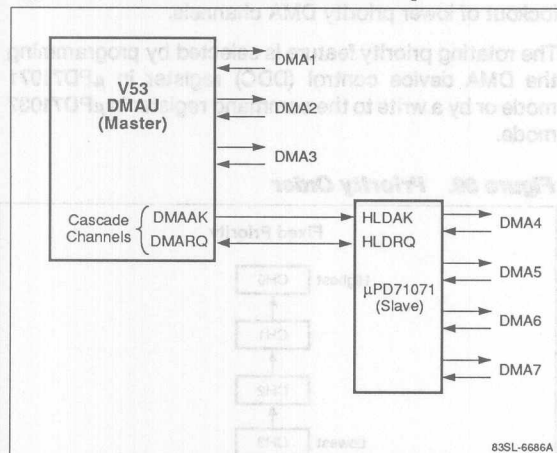 V53
DMAU
(Master)
DMA1
DMA2
DMA3
Cascade
Channels
DMAAK
DMARQ
HLDAK
HLDRQ
µPD71071
(Slave)
DMA4
DMA5
DMA6
DMA7
83SL-6686A